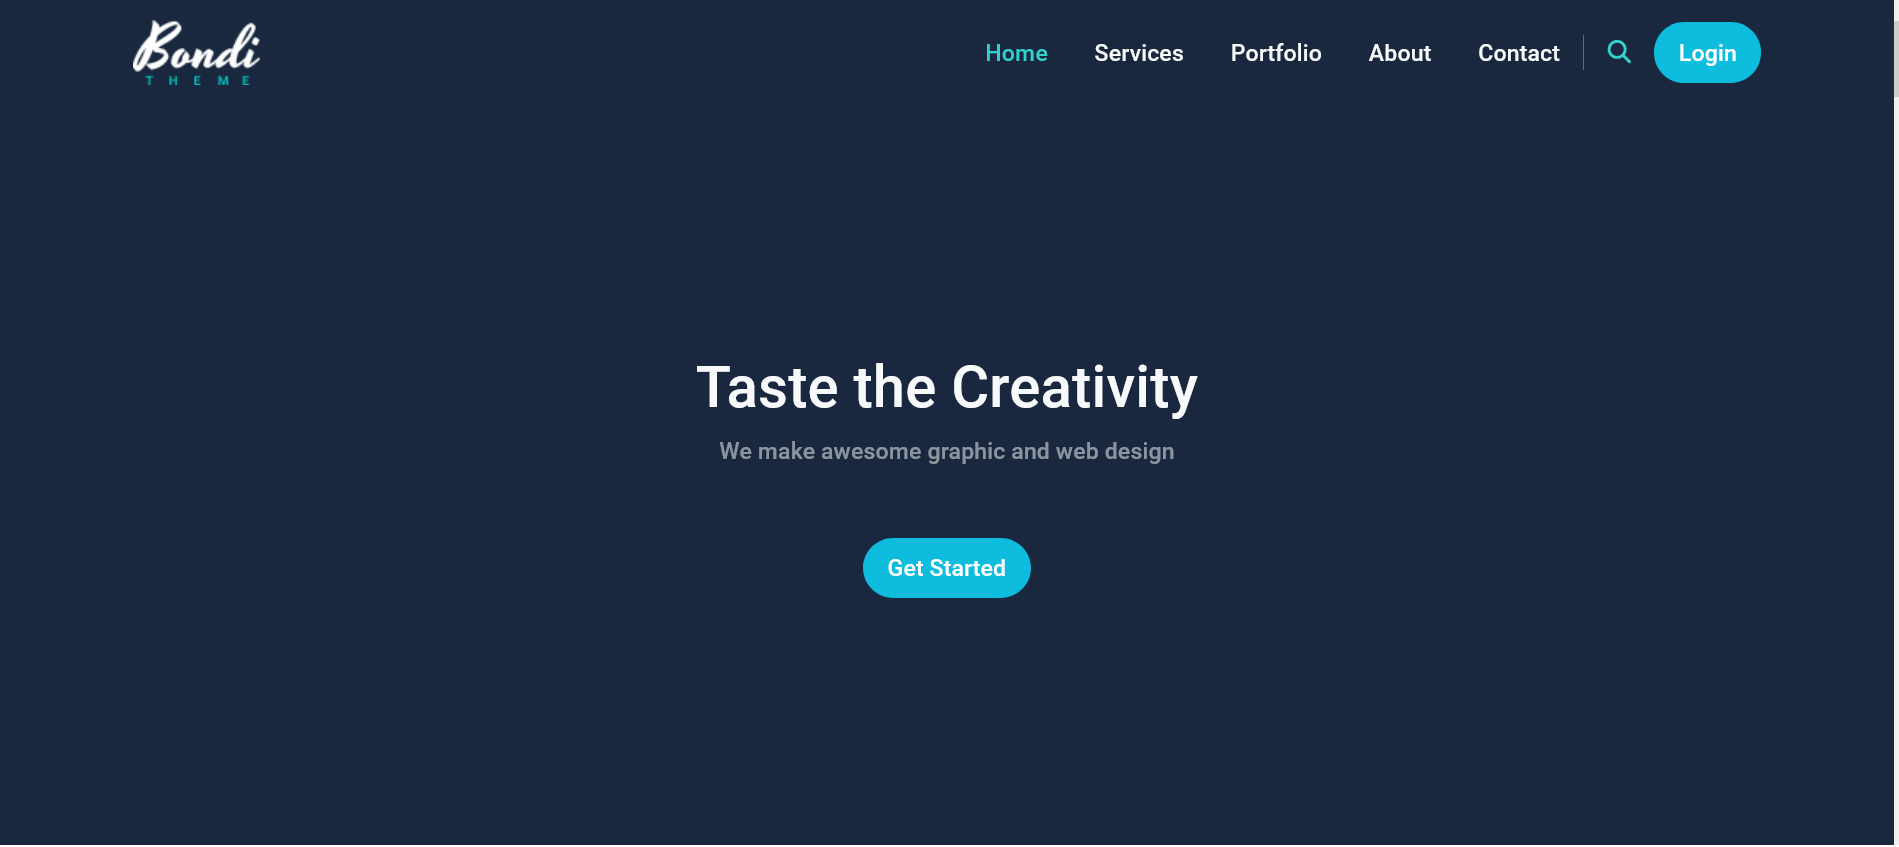 Bondi
THEME
Home Services Portfolio About Contact Login
Taste the Creativity
We make awesome graphic and web design
Get Started